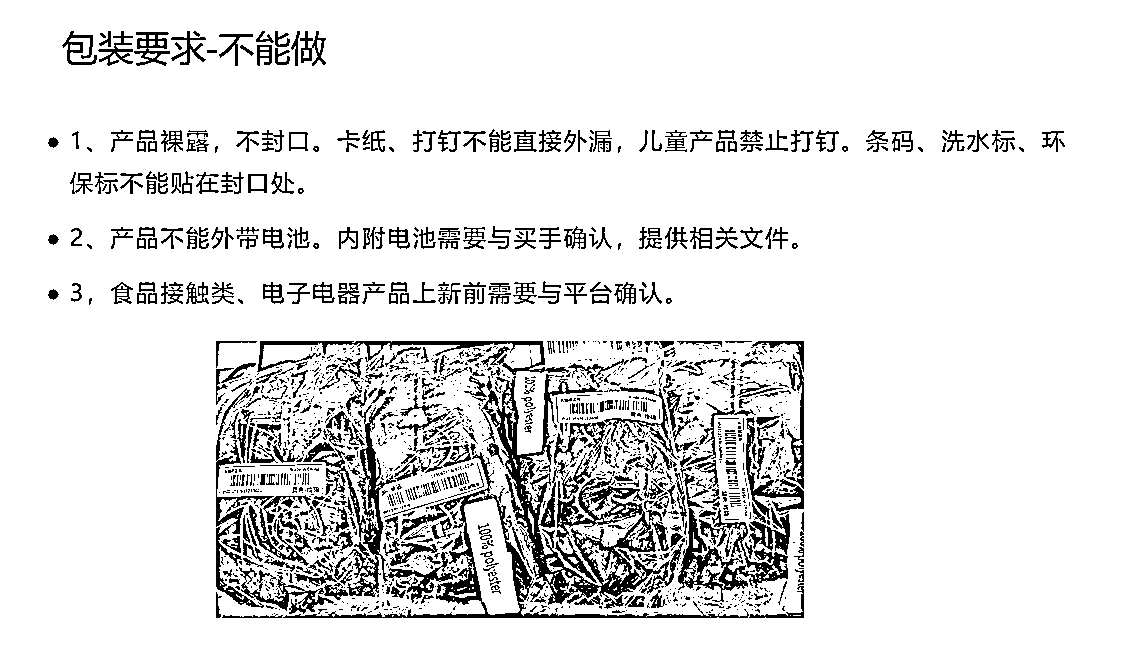 包装要求-不能做
• 1、产品裸露，不封口。卡纸、打钉不能直接外漏，儿童产品禁止打钉。条码、洗水标、环
保标不能贴在封口处。
• 2、产品不能外带电池。内附电池需要与买手确认，提供相关文件。
• 3，食品接触类、电子电器产品上新前需要与平台确认。
100% polyester
100% polyester